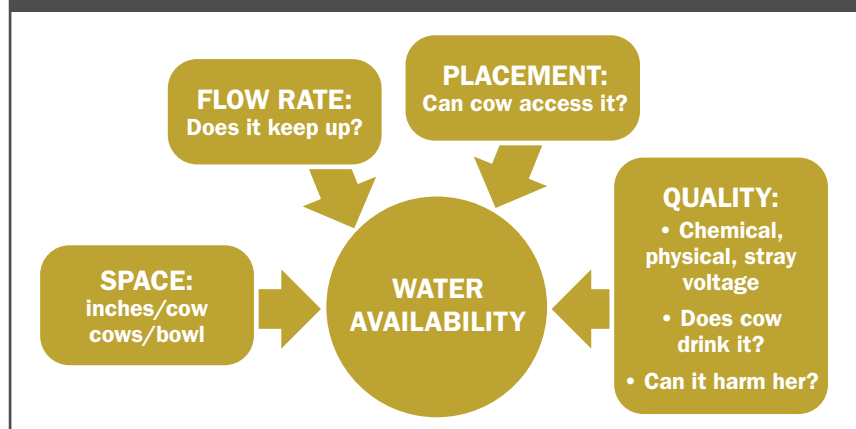 PLACEMENT:
Can cow access it?
FLOW RATE:
Does it keep up?
QUALITY:
• Chemical,
physical, stray
voltage
• Does cow
drink it?
• Can it harm her?
SPACE:
inches/cow
cows/bowl
WATER
AVAILABILITY